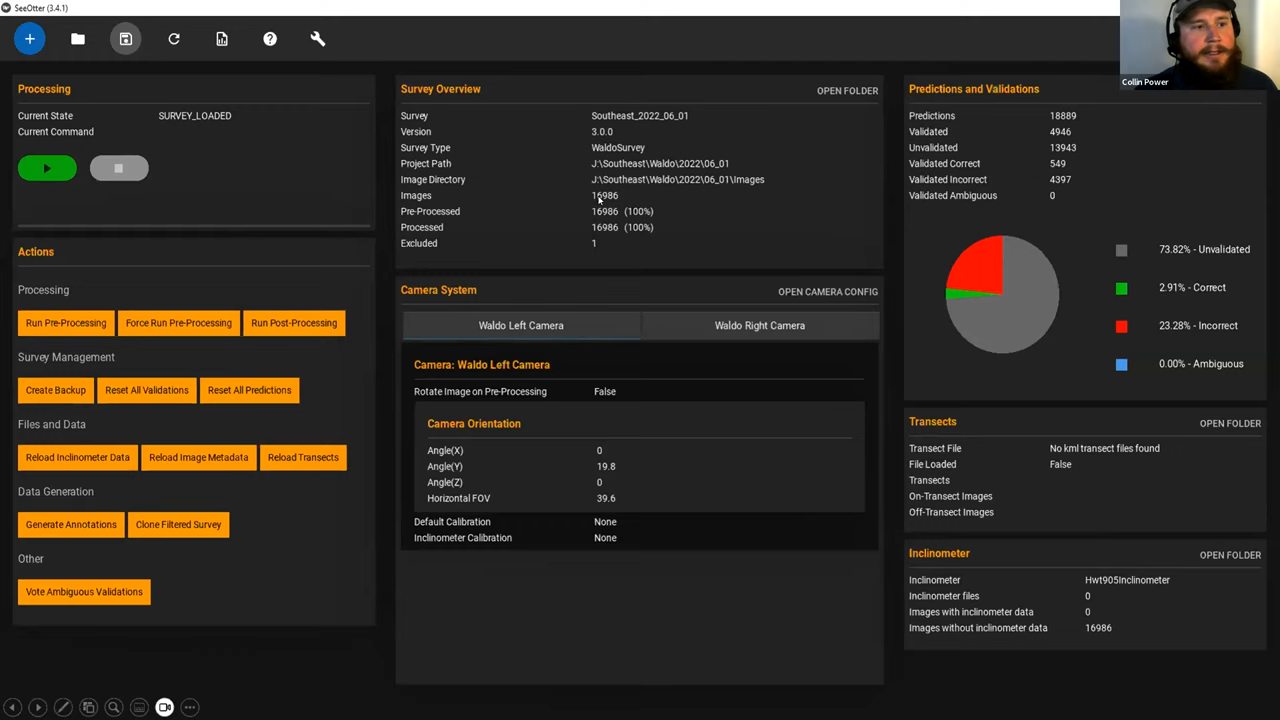 SeeOtter (3.4.1)
Collin Power
Processing
Current State SURVEY_LOADED
Current Command
Actions
Processing
Run Pre-Processing Force Run Pre-Processing Run Post-Processing
Survey Management
Create Backup Reset All Validations Reset All Predictions
Files and Data
Reload Inclinometer Data Reload Image Metadata Reload Transects
Data Generation
Generate Annotations Clone Filtered Survey
Other
Vote Ambiguous Validations
Survey Overview OPEN FOLDER
Survey Southeast_2022_06_01
Version 3.0.0
Survey Type WaldoSurvey
Project Path J:\Southeast\Waldo\2022\06_01
Image Directory J:\Southeast\Waldo\2022\06_01\Images
Images 16986
Pre-Processed 16986 (100%)
Processed 16986 (100%)
Excluded 1
Camera System OPEN CAMERA CONFIG
Waldo Left Camera Waldo Right Camera
Camera: Waldo Left Camera
Rotate Image on Pre-Processing False
Camera Orientation
Angle(X) 0
Angle(Y) 19.8
Angle(Z) 0
Horizontal FOV 39.6
Default Calibration None
Inclinometer Calibration None
Predictions and Validations
Predictions 18889
Validated 4946
Unvalidated 13943
Validated Correct 549
Validated Incorrect 4397
Validated Ambiguous 0
73.82% - Unvalidated
2.91% - Correct
23.28% - Incorrect
0.00% - Ambiguous
Transects OPEN FOLDER
Transect File No kml transect files found
File Loaded False
Transects
On-Transect Images
Off-Transect Images
Inclinometer OPEN FOLDER
Inclinometer Hwt905Inclinometer
Inclinometer files 0
Images with inclinometer data 0
Images without inclinometer data 16986